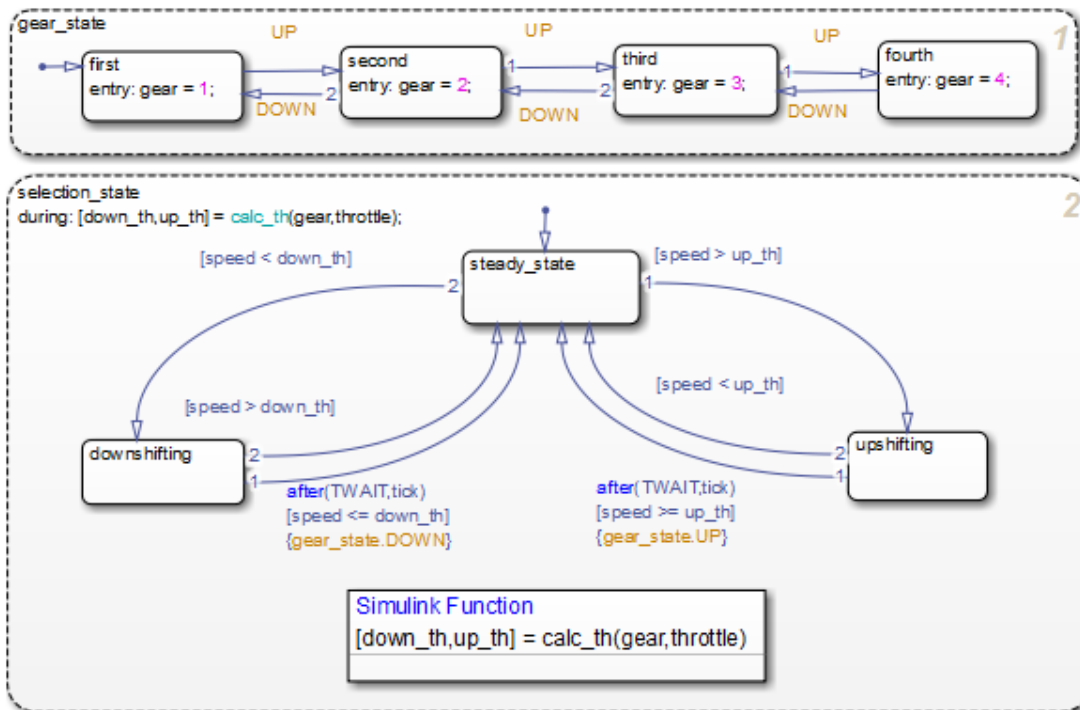 gear_state
1
UP
UP
UP
first
entry: gear = 1;
second
entry: gear = 2;
third
entry: gear = 3;
fourth
entry: gear = 4;
1
1
2
2
DOWN
DOWN
DOWN
selection_state
2
during: [down_th,up_th] = calc_th(gear,throttle);
[speed < down_th]
[speed > up_th]
steady_state
2
1
[speed > down_th]
[speed < up_th]
downshifting
2
1
upshifting
2
1
after(TWAIT,tick)
[speed <= down_th]
{gear_state.DOWN}
after(TWAIT,tick)
[speed >= up_th]
{gear_state.UP}
Simulink Function
[down_th,up_th] = calc_th(gear,throttle)